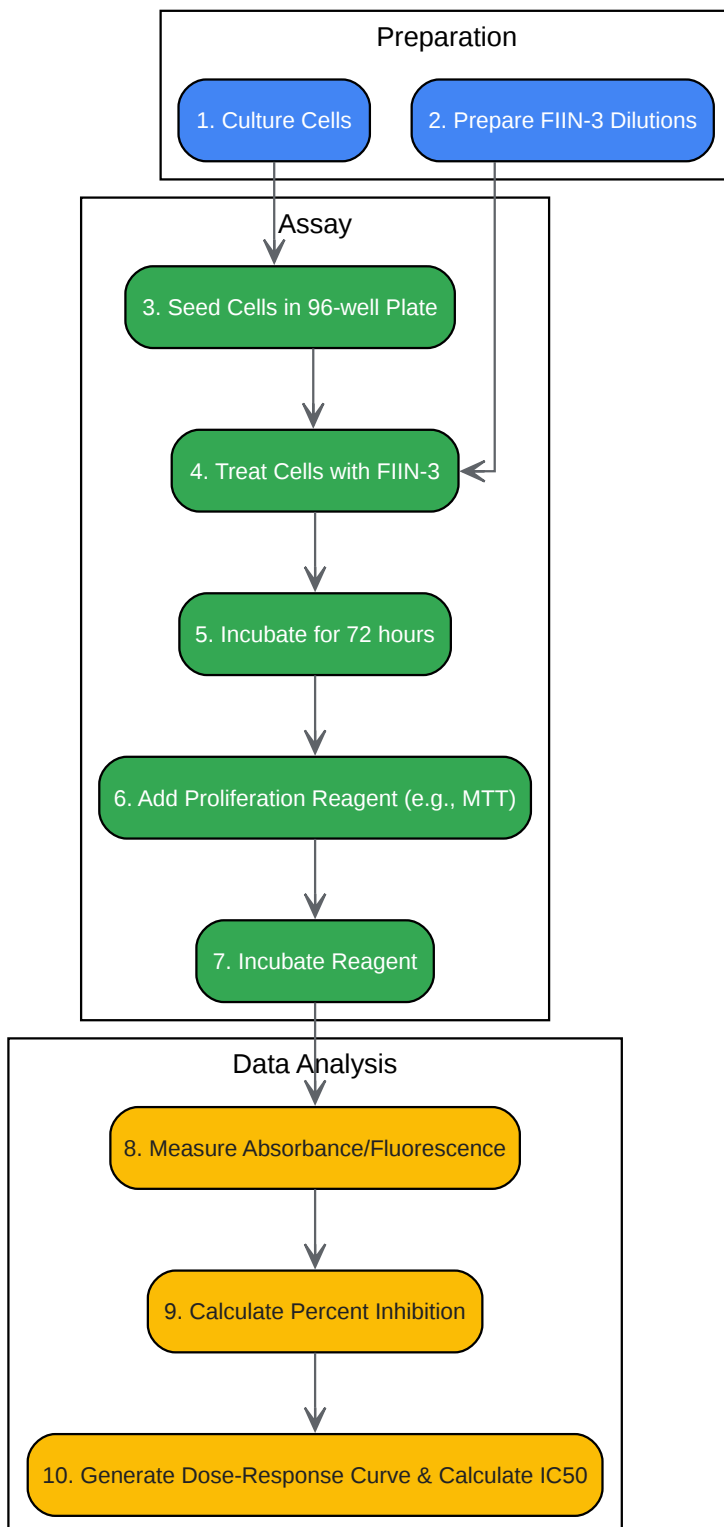 Preparation
1. Culture Cells
2. Prepare FIIN-3 Dilutions
Assay
3. Seed Cells in 96-well Plate
4. Treat Cells with FIIN-3
5. Incubate for 72 hours
6. Add Proliferation Reagent (e.g., MTT)
7. Incubate Reagent
Data Analysis
8. Measure Absorbance/Fluorescence
9. Calculate Percent Inhibition
10. Generate Dose-Response Curve & Calculate IC50